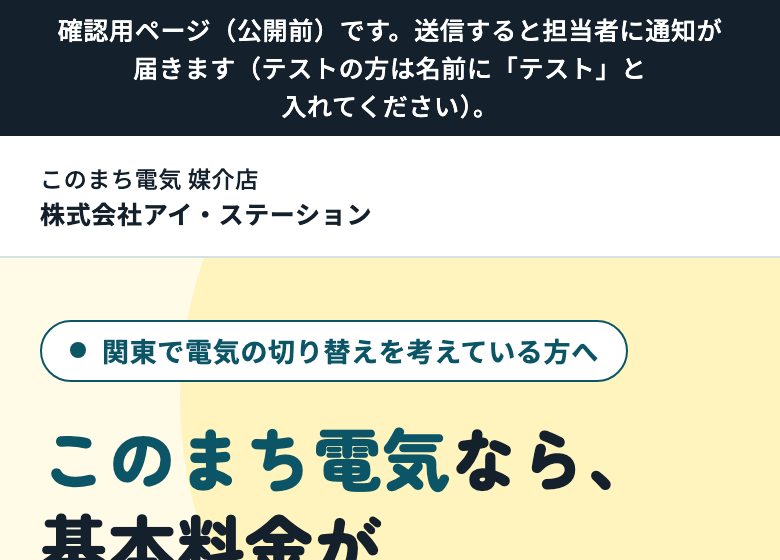 確認用ページ（公開前）です。送信すると担当者に通知が
届きます（テストの方は名前に「テスト」と
入れてください）。
このまち電気 媒介店
株式会社アイ・ステーション
関東で電気の切り替えを考えている方へ
このまち電気なら、
基本料金が